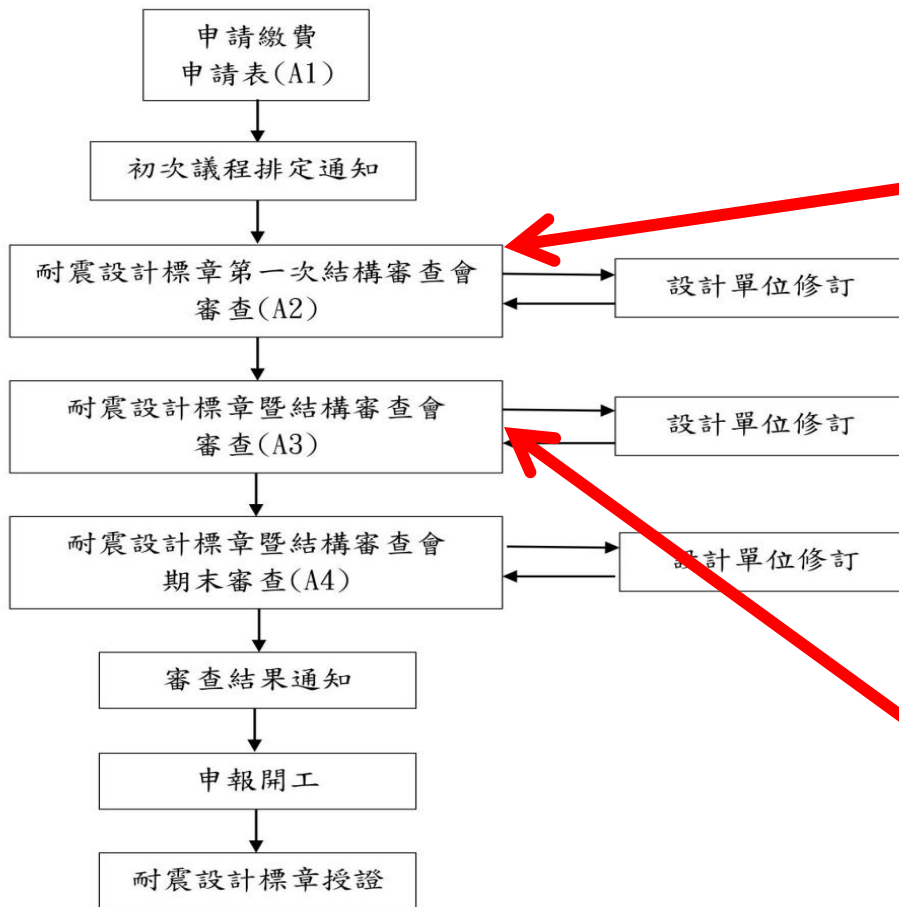 申請繳費
申請表(A1)
初次議程排定通知
耐震設計標章第一次結構審查會
審查(A2)
設計單位修訂
耐震設計標章暨結構審查會
審查(A3)
設計單位修訂
耐震設計標章暨結構審查會
期末審查(A4)
設計單位修訂
審查結果通知
申報開工
耐震設計標章授證